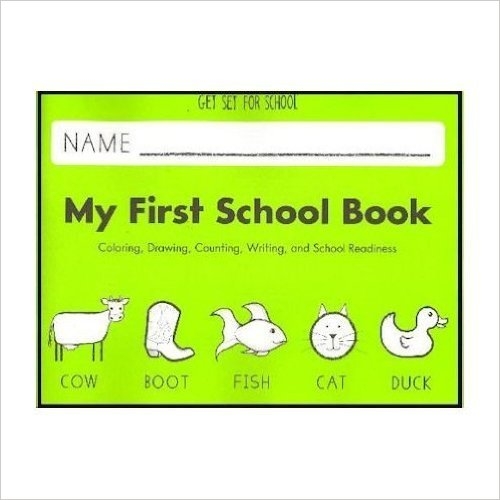 GET SET FOR SCHOOL
NAME
My First School Book
Coloring, Drawing, Counting, Writing, and School Readiness
COW BOOT FISH CAT DUCK